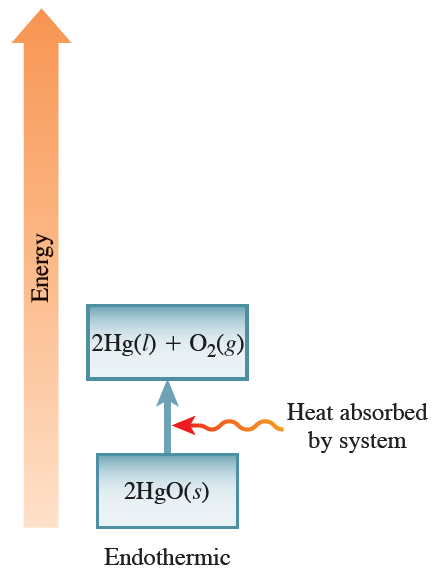 Energy
2Hg(l) + O₂(g)
Heat absorbed
by system
2HgO(s)
Endothermic